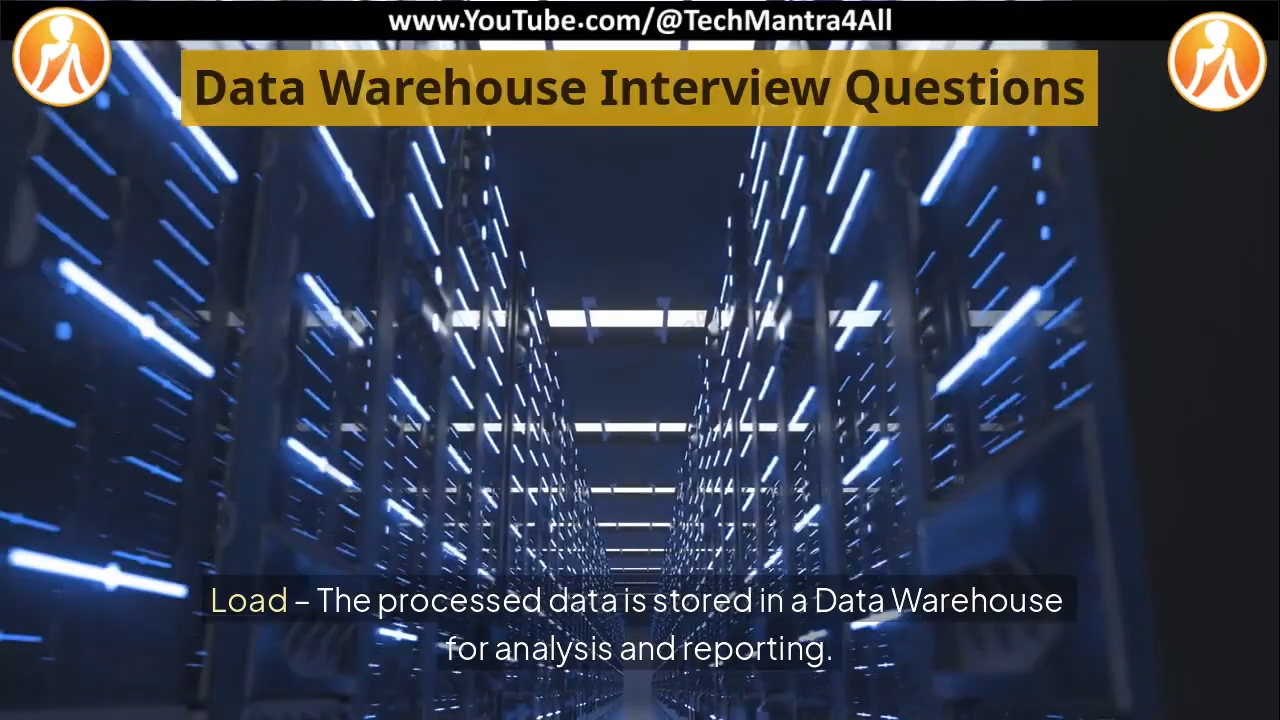 www.YouTube.com/@TechMantra4All
Data Warehouse Interview Questions
Load – The processed data is stored in a Data Warehouse
for analysis and reporting.